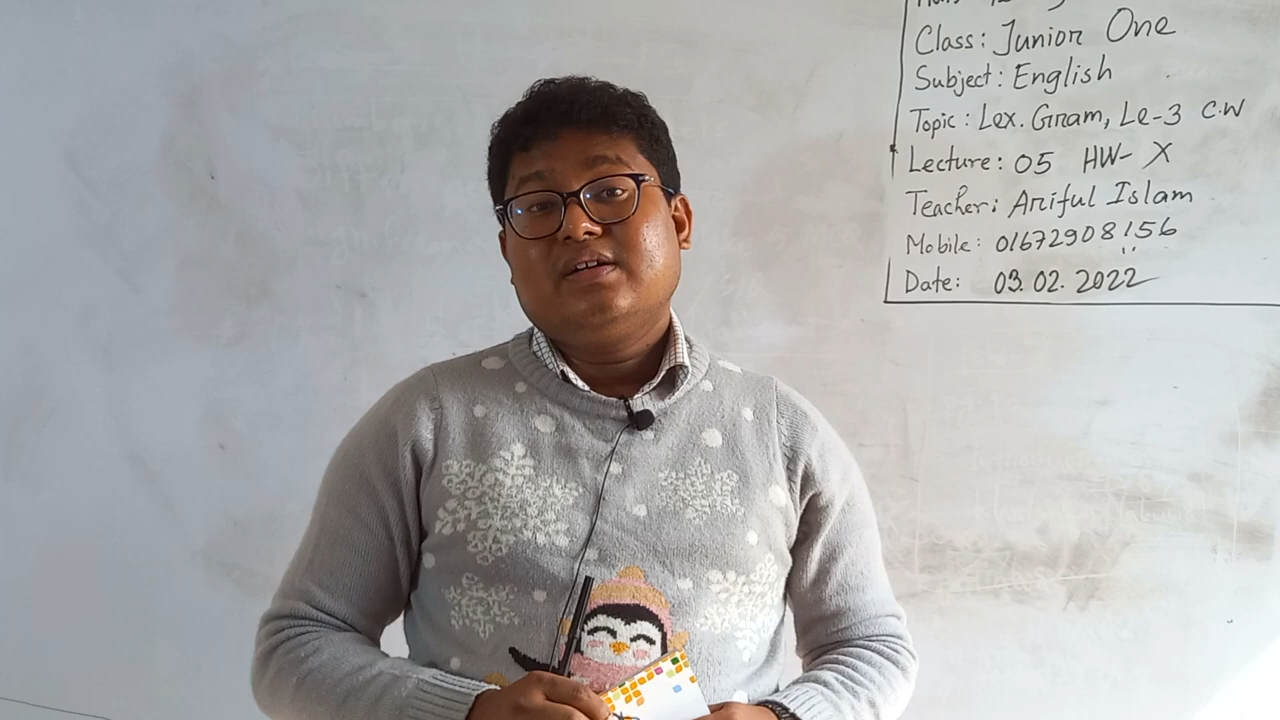 Class: Junior One
Subject: English
Topic: Lex. Gram, Le-3 C.W
Lecture: 05 HW- X
Teacher: Ariful Islam
Mobile: 01672908156
Date: 03.02.2022